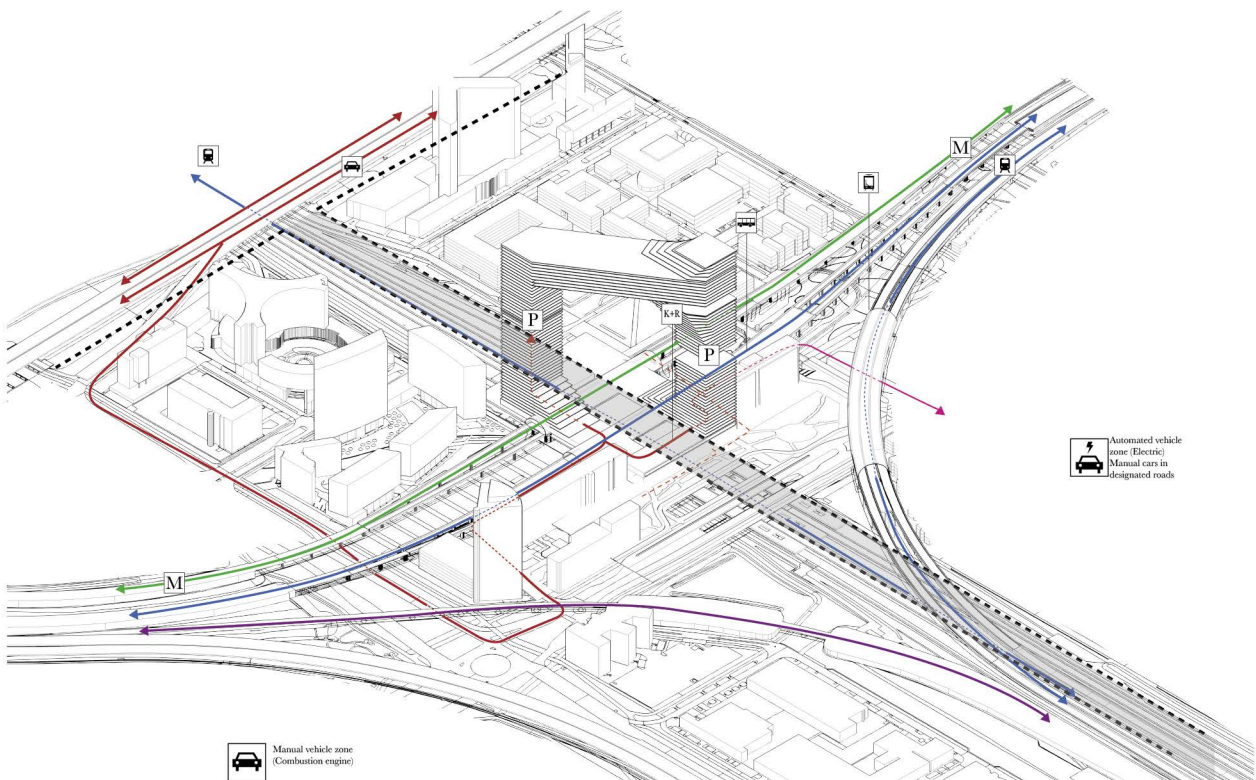 M
P
K+R
P
Automated vehicle
zone (Electric)
Manual cars in
designated roads
M
Manual vehicle zone
(Combustion engine)